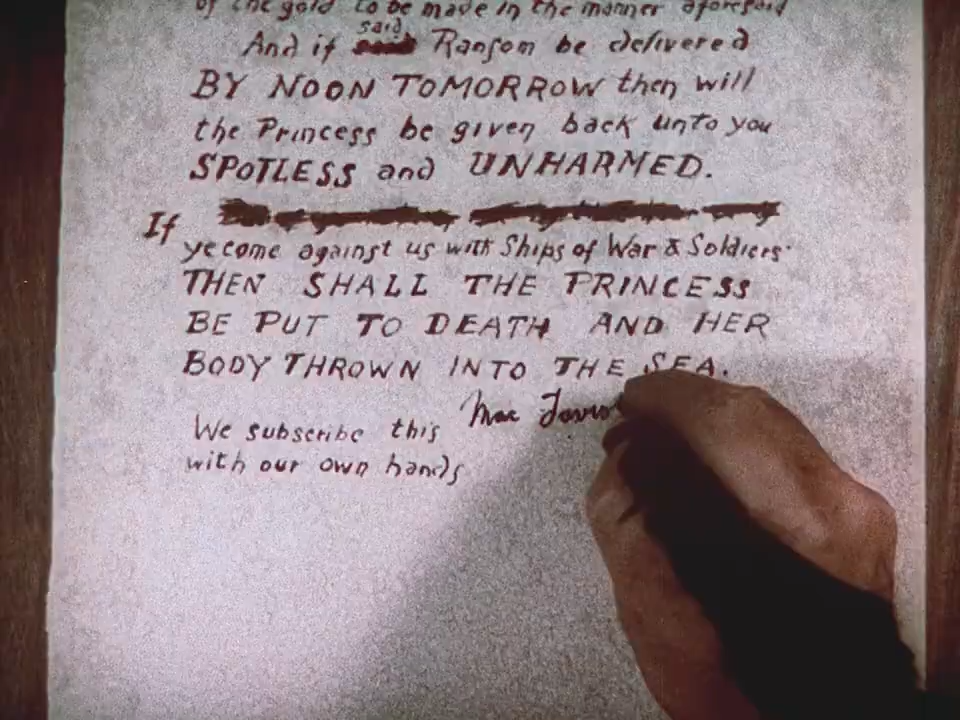 of the gold to be made in the manner aforesaid
said
And if Ransom be delivered
BY NOON TOMORROW then will
the Princess be given back unto you
SPOTLESS and UNHARMED.
If
ye come against us with Ships of War & Soldiers
THEN SHALL THE PRINCESS
BE PUT TO DEATH AND HER
BODY THROWN INTO THE SEA.
Mac
We subscribe this
with our own hands